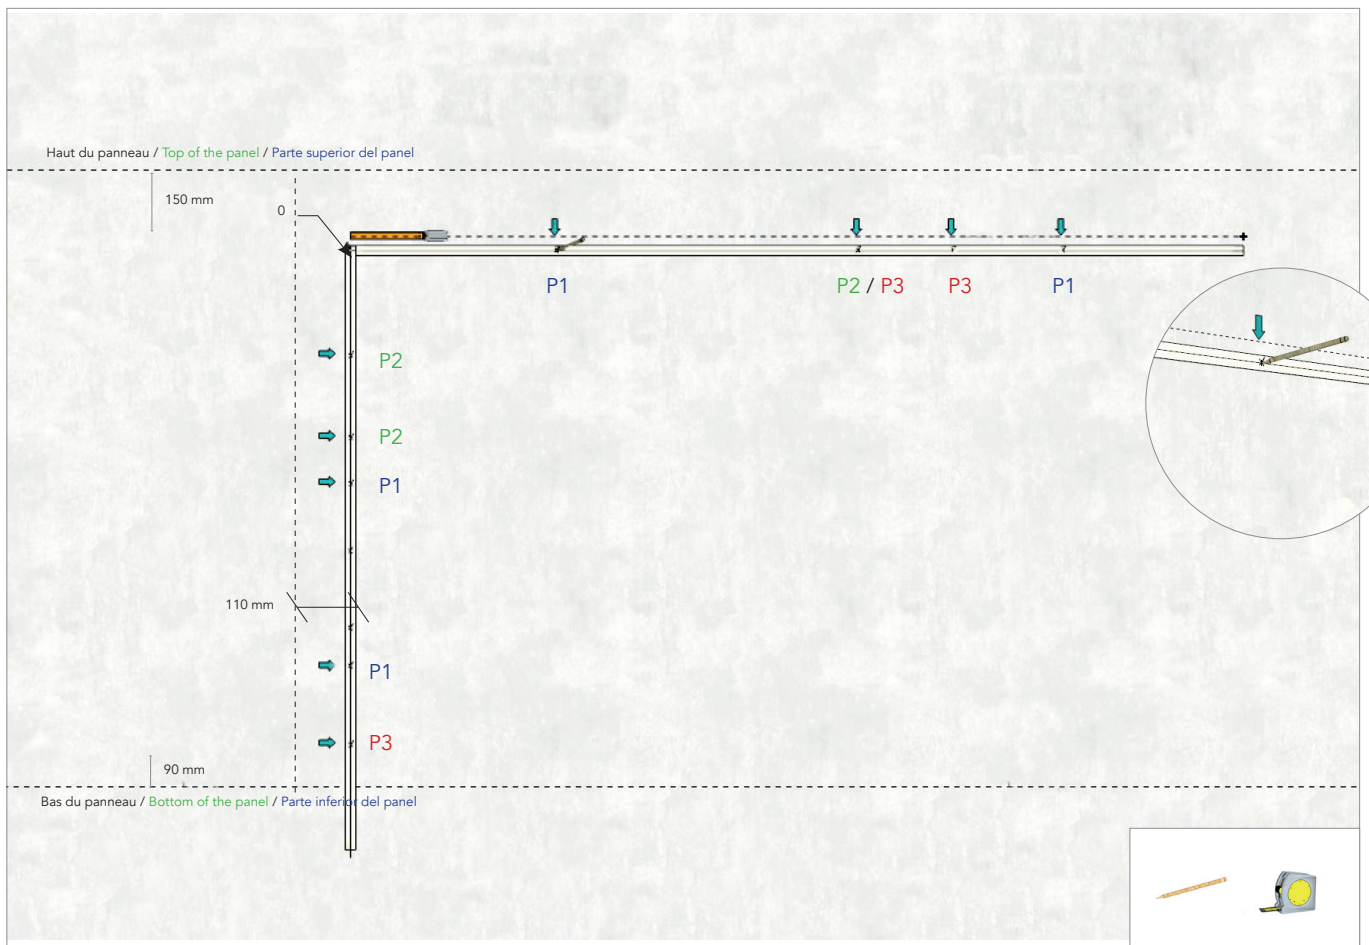 Haut du panneau / Top of the panel / Parte superior del panel
150 mm
0
P1
P2 / P3
P3
P1
P2
P2
P1
110 mm
P1
P3
90 mm
Bas du panneau / Bottom of the panel / Parte inferior del panel